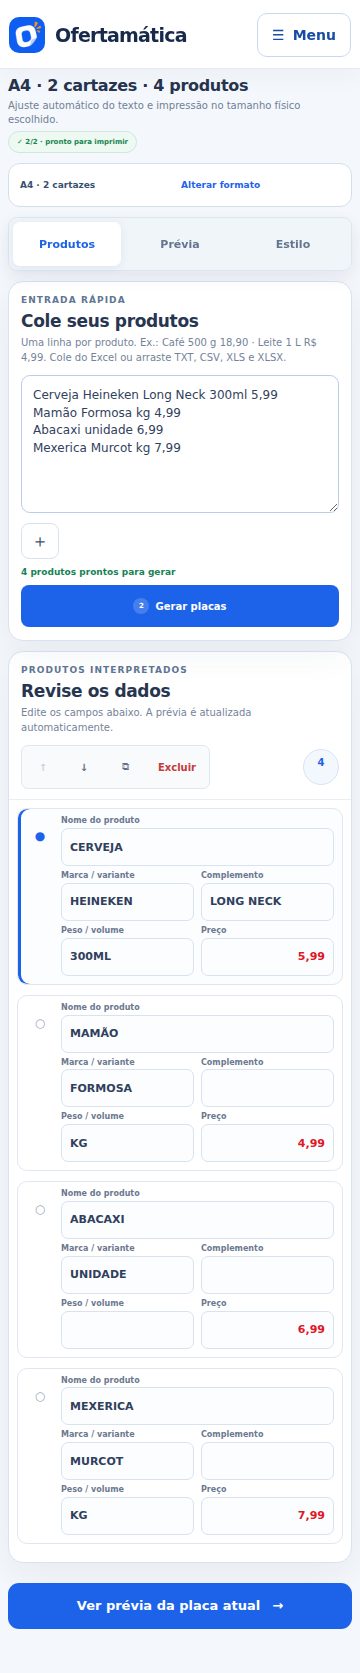 Ofertamática
☰ Menu
A4 · 2 cartazes · 4 produtos
Ajuste automático do texto e impressão no tamanho físico
escolhido.
✓ 2/2 · pronto para imprimir
A4 · 2 cartazes Alterar formato
Produtos Prévia Estilo
ENTRADA RÁPIDA
Cole seus produtos
Uma linha por produto. Ex.: Café 500 g 18,90 · Leite 1 L R$
4,99. Cole do Excel ou arraste TXT, CSV, XLS e XLSX.
Cerveja Heineken Long Neck 300ml 5,99
Mamão Formosa kg 4,99
Abacaxi unidade 6,99
Mexerica Murcot kg 7,99
+
4 produtos prontos para gerar
2 Gerar placas
PRODUTOS INTERPRETADOS
Revise os dados
Edite os campos abaixo. A prévia é atualizada
automaticamente.
↑ ↓ ⧉ Excluir 4
Nome do produto
CERVEJA
Marca / variante Complemento
HEINEKEN LONG NECK
Peso / volume Preço
300ML 5,99
Nome do produto
MAMÃO
Marca / variante Complemento
FORMOSA
Peso / volume Preço
KG 4,99
Nome do produto
ABACAXI
Marca / variante Complemento
UNIDADE
Peso / volume Preço
6,99
Nome do produto
MEXERICA
Marca / variante Complemento
MURCOT
Peso / volume Preço
KG 7,99
Ver prévia da placa atual →